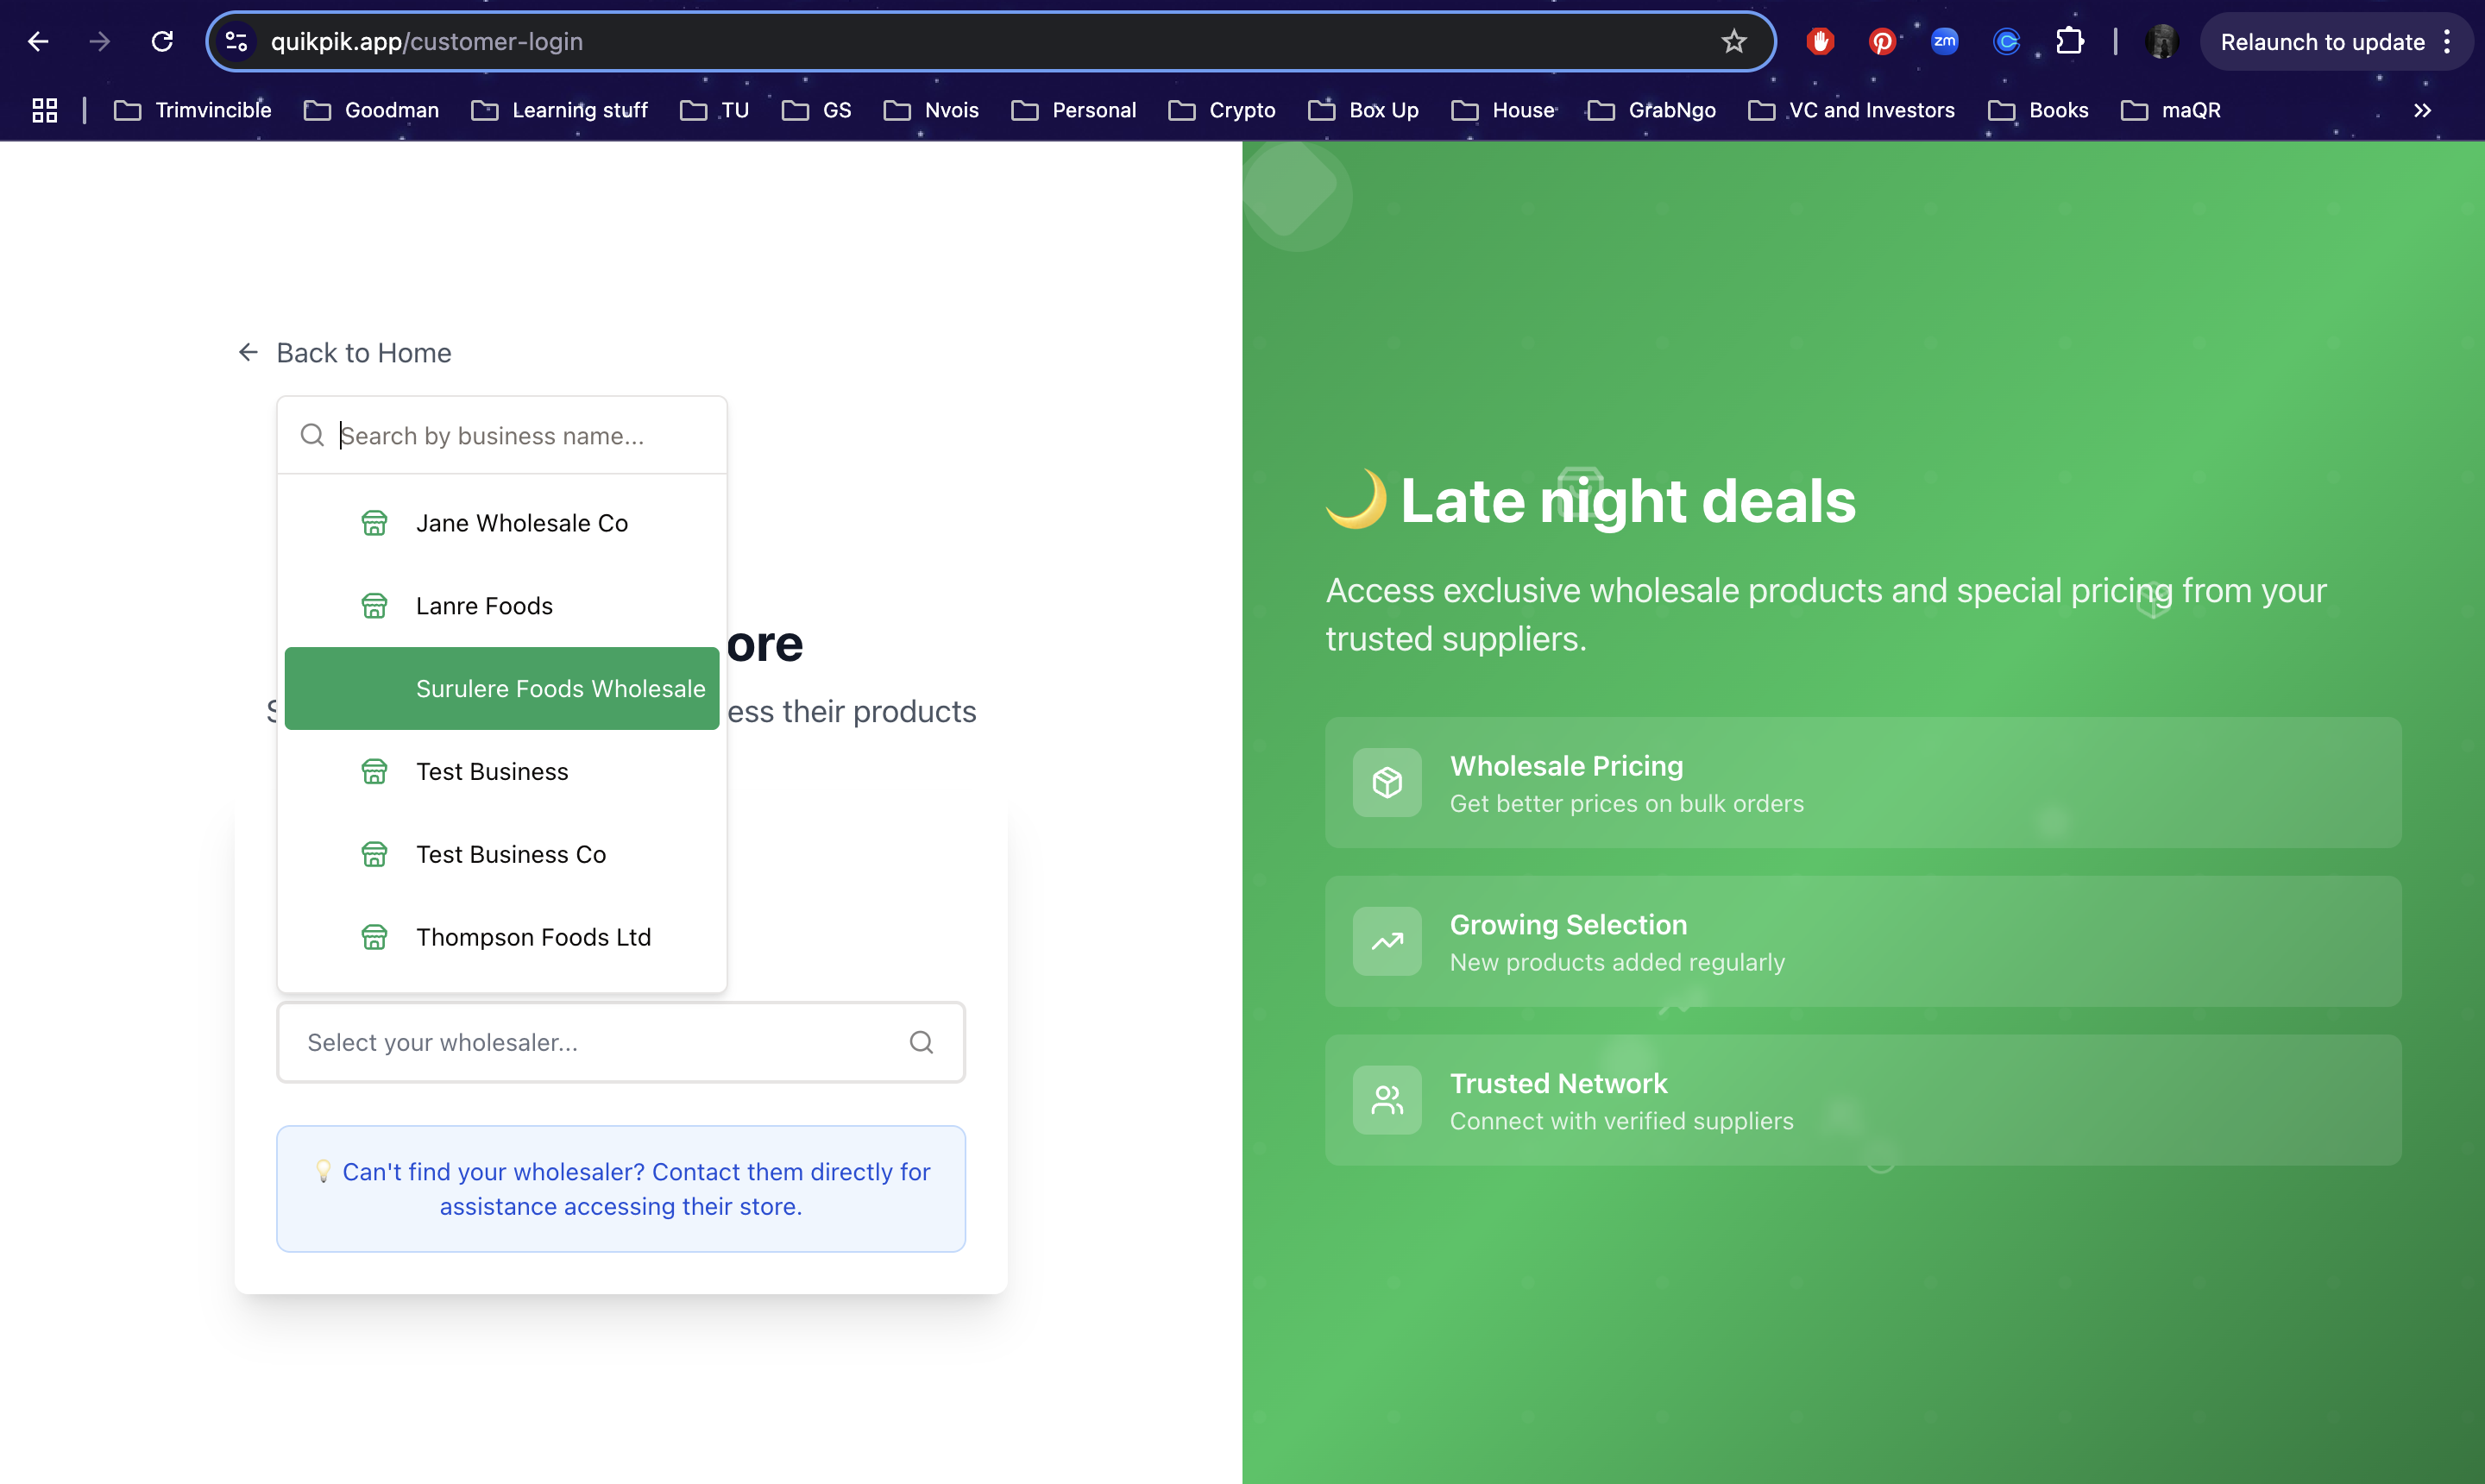 quikpik.app/customer-login
zm
Relaunch to update
Trimvincible
Goodman
Learning stuff
TU
GS
Nvois
Personal
Crypto
Box Up
House
GrabNgo
VC and Investors
Books
maQR
Back to Home
Search by business name...
Jane Wholesale Co
Lanre Foods
ore
Surulere Foods Wholesale
ess their products
Test Business
Test Business Co
Thompson Foods Ltd
Select your wholesaler...
Can't find your wholesaler? Contact them directly for
assistance accessing their store.
Late night deals
Access exclusive wholesale products and special pricing from your
trusted suppliers.
Wholesale Pricing
Get better prices on bulk orders
Growing Selection
New products added regularly
Trusted Network
Connect with verified suppliers